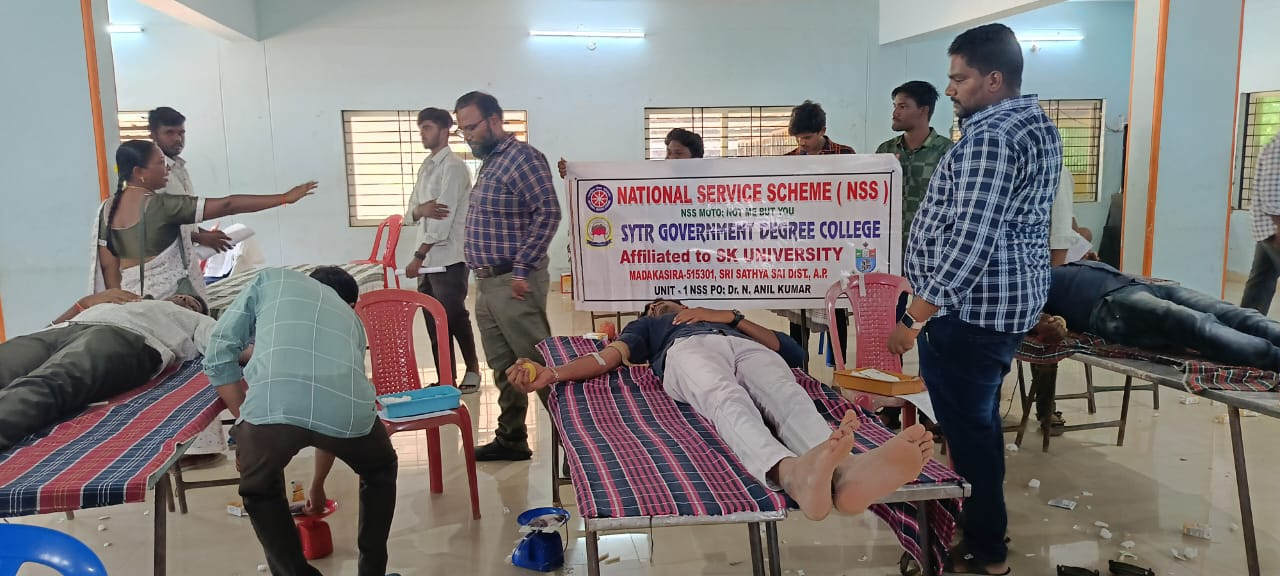 NATIONAL SERVICE SCHEME ( NSS )
NSS MOTO; NOT ME BUT YOU
SYTR GOVERNMENT DEGREE COLLEGE
Affiliated to SK UNIVERSITY
MADAKASIRA-515301, SRI SATHYA SAI DIST., A.P.
UNIT - 1 NSS PO: Dr. N. ANIL KUMAR